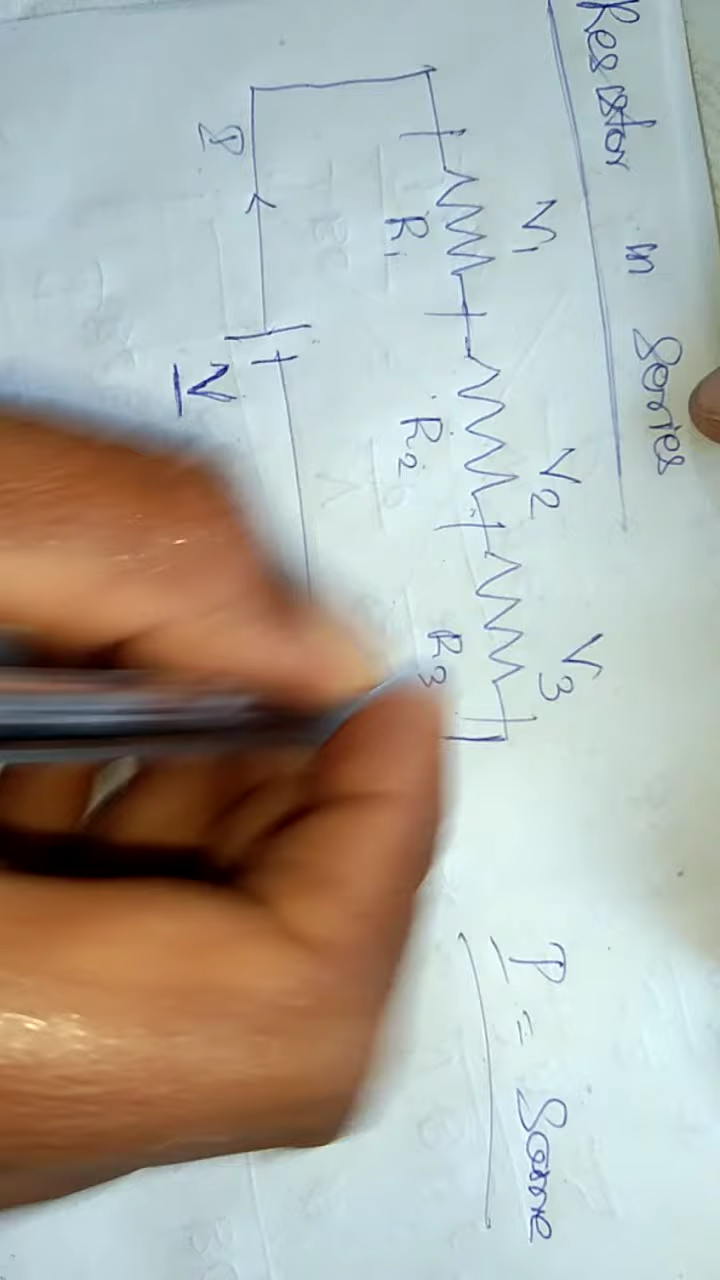 Resistor in Series
V1 V2 V3
R1 R2 R3
I
V
I = Same